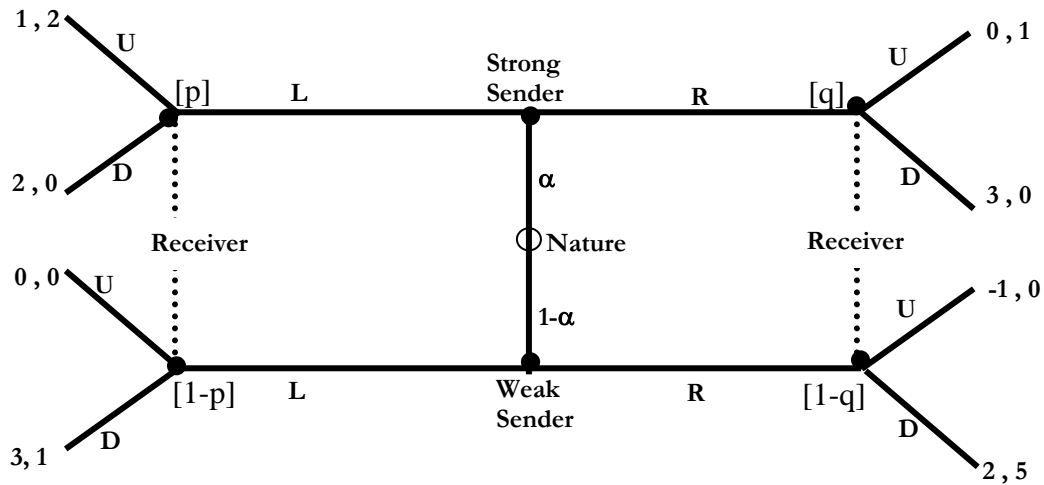 1 , 2
U
[p]
L
Strong
Sender
R
[q]
U
0 , 1
D
2 , 0
α
D
3 , 0
Receiver
Nature
Receiver
0 , 0
U
1-α
U
-1, 0
[1-p]
L
Weak
Sender
R
[1-q]
D
3, 1
D
2 , 5